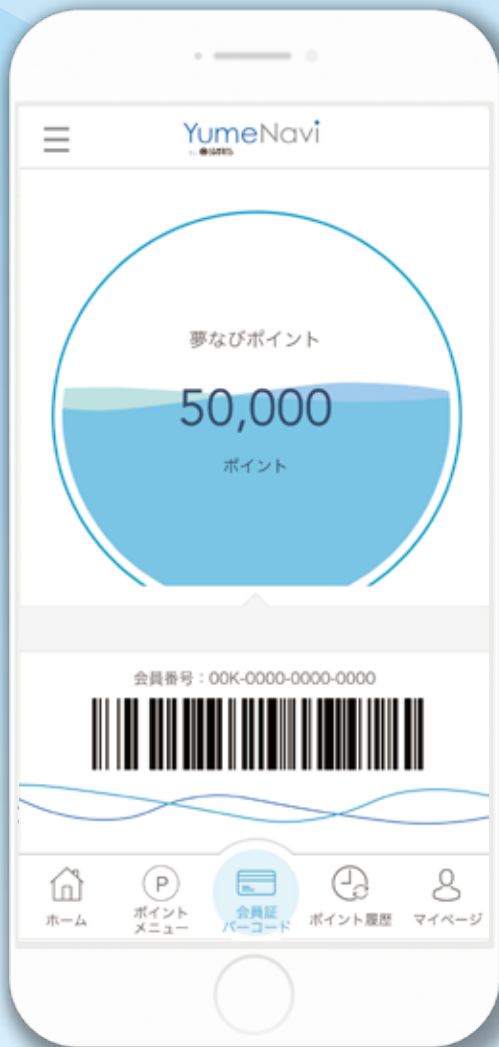 YumeNavi
夢なびポイント
50,000
ポイント
会員番号：00K-0000-0000-0000
ホーム
ポイント
メニュー
会員証
バーコード
ポイント履歴
マイページ